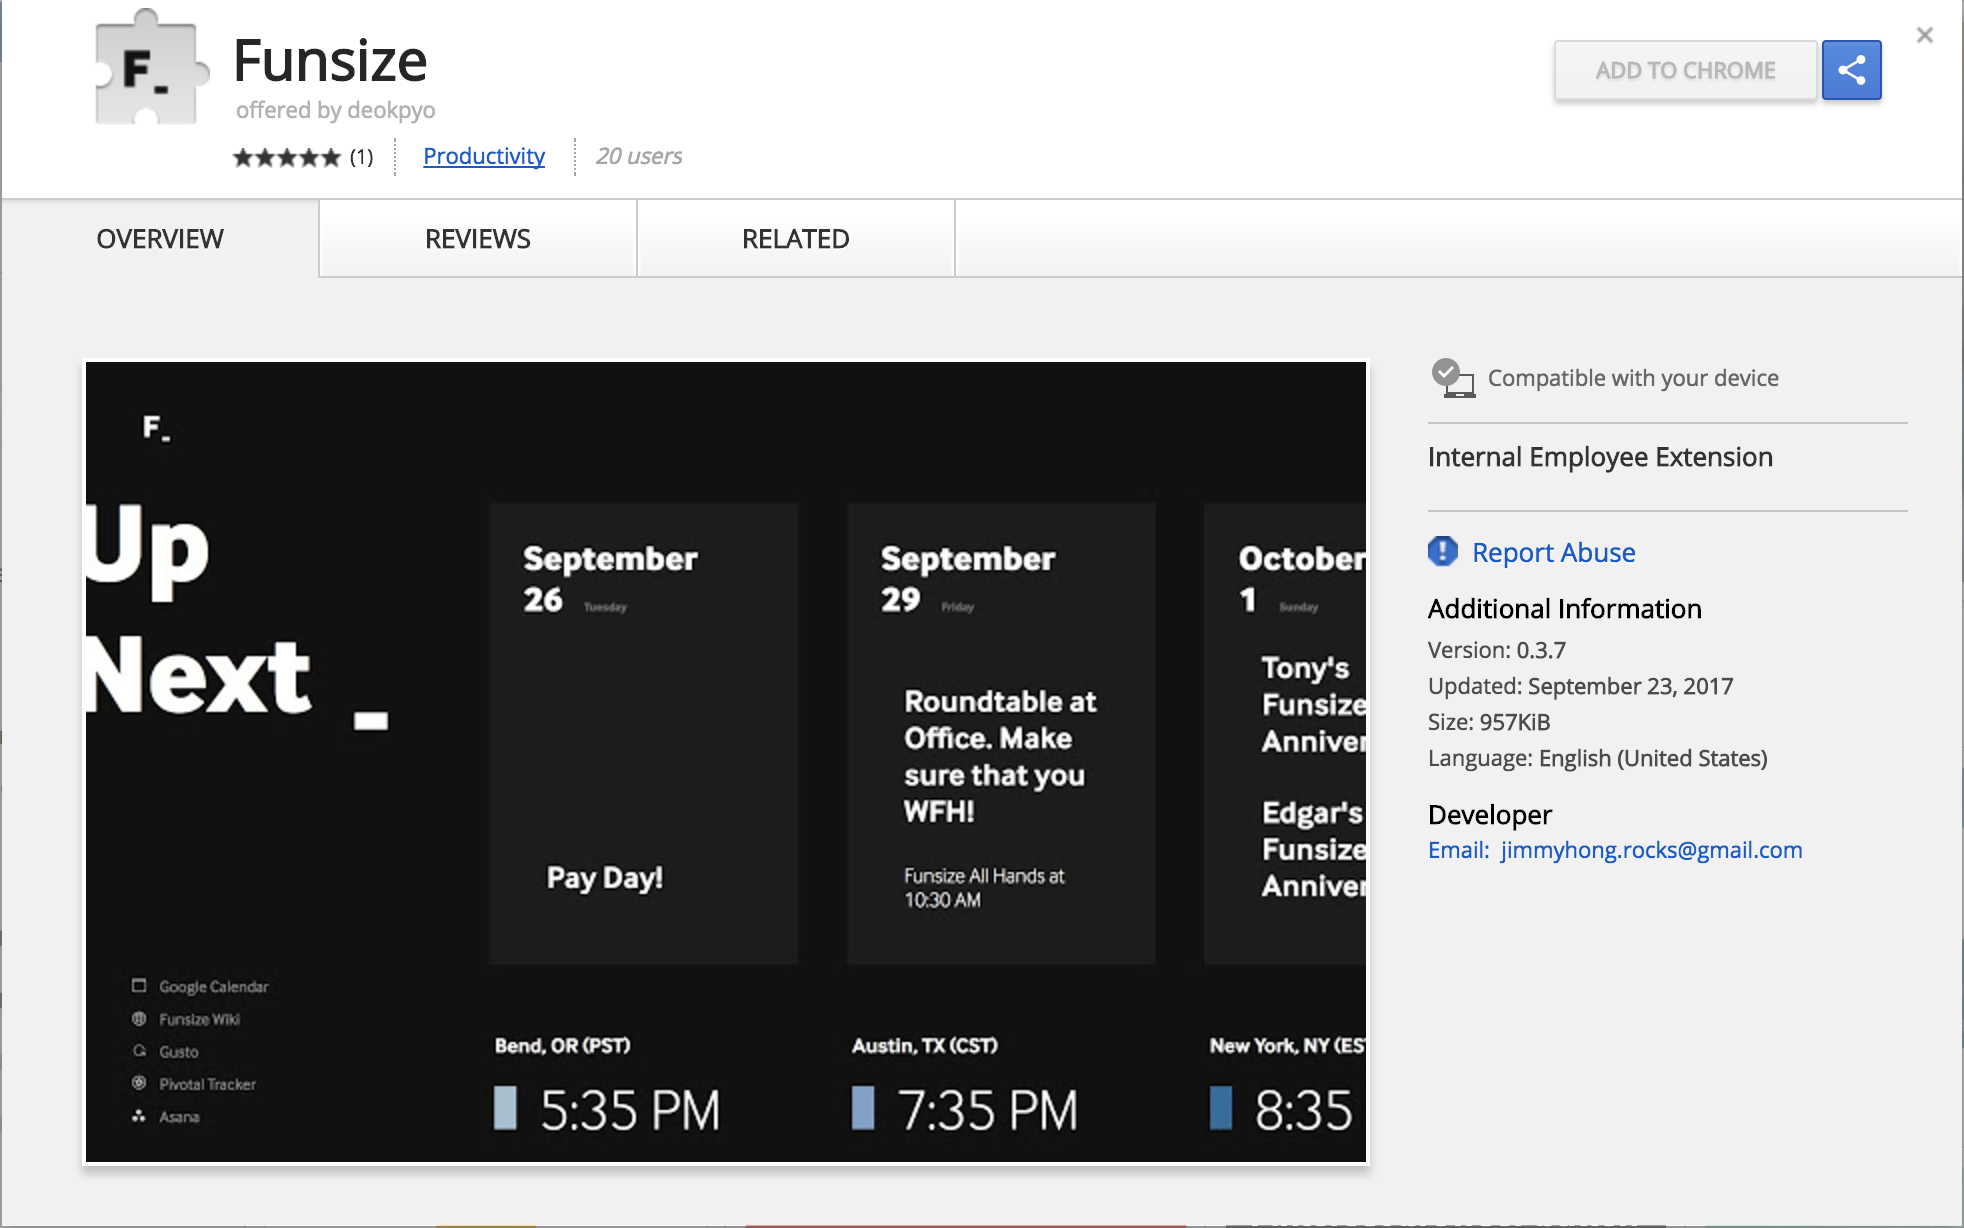 F_
Funsize
offered by deokpyo
(1)
Productivity
20 users
ADD TO CHROME
OVERVIEW
REVIEWS
RELATED
F_
Up
Next _
September
26 Tuesday
Pay Day!
September
29 Friday
Roundtable at
Office. Make
sure that you
WFH!
Funsize All Hands at
10:30 AM
October
1 Sunday
Tony's
Funsize
Anniver
Edgar's
Funsize
Anniver
Google Calendar
Funsize Wiki
Gusto
Pivotal Tracker
Asana
Bend, OR (PST)
5:35 PM
Austin, TX (CST)
7:35 PM
New York, NY (EST
8:35
Compatible with your device
Internal Employee Extension
Report Abuse
Additional Information
Version: 0.3.7
Updated: September 23, 2017
Size: 957KiB
Language: English (United States)
Developer
Email: jimmyhong.rocks@gmail.com